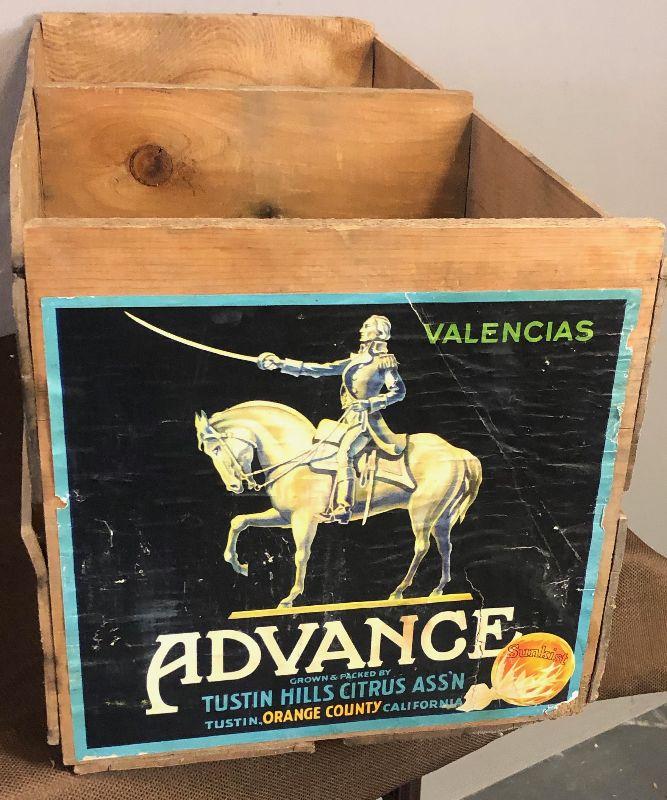 VALENCIAS
ADVANCE
Sunkist
GROWN & PACKED BY
TUSTIN HILLS CITRUS ASS'N
TUSTIN, ORANGE COUNTY CALIFORNIA